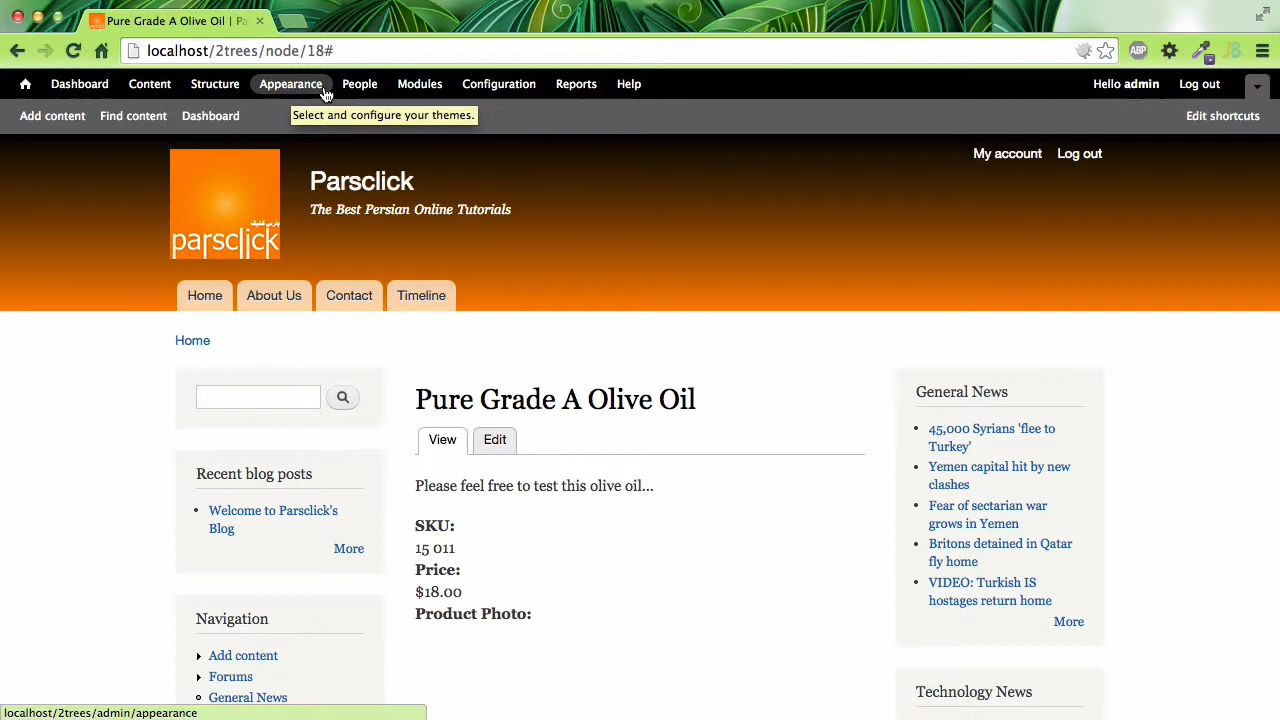 Pure Grade A Olive Oil | Pa
localhost/2trees/node/18#
ABP
JB
Dashboard Content Structure Appearance People Modules Configuration Reports Help Hello admin Log out
Select and configure your themes.
Add content Find content Dashboard Edit shortcuts
My account Log out
Parsclick
The Best Persian Online Tutorials
پارس کلیک
parsclick
Home About Us Contact Timeline
Home
Pure Grade A Olive Oil
View Edit
Please feel free to test this olive oil...
SKU:
15 011
Price:
$18.00
Product Photo:
Recent blog posts
Welcome to Parsclick's
Blog
More
Navigation
Add content
Forums
General News
General News
45,000 Syrians 'flee to
Turkey'
Yemen capital hit by new
clashes
Fear of sectarian war
grows in Yemen
Britons detained in Qatar
fly home
VIDEO: Turkish IS
hostages return home
More
Technology News
localhost/2trees/admin/appearance